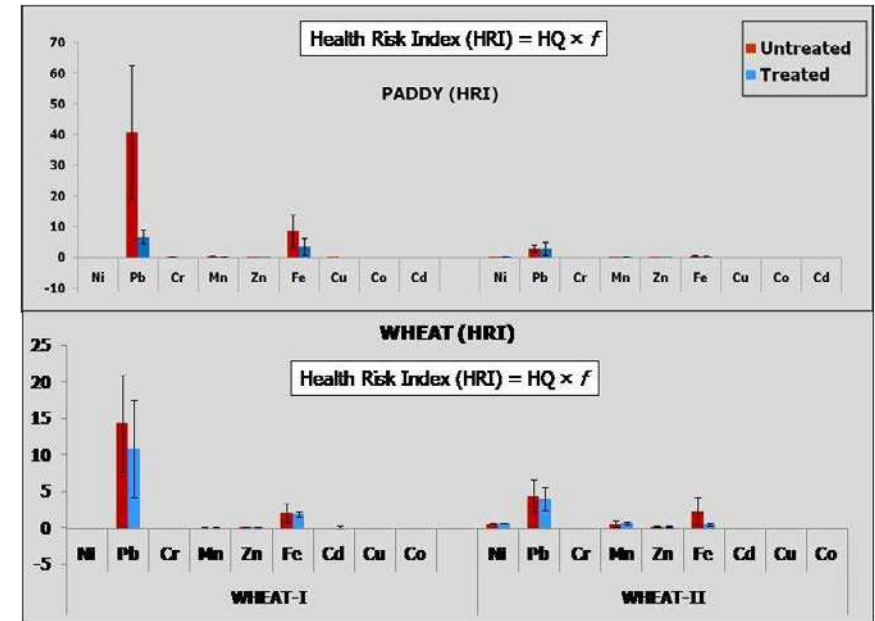 Health Risk Index (HRI) = HQ × f
Untreated
Treated
PADDY (HRI)
70
60
50
40
30
20
10
0
-10
Ni Pb Cr Mn Zn Fe Cu Co Cd Ni Pb Cr Mn Zn Fe Cu Co Cd
WHEAT (HRI)
Health Risk Index (HRI) = HQ × f
25
20
15
10
5
0
-5
Ni Pb Cr Mn Zn Fe Cd Cu Co Ni Pb Cr Mn Zn Fe Cd Cu Co
WHEAT-I WHEAT-II